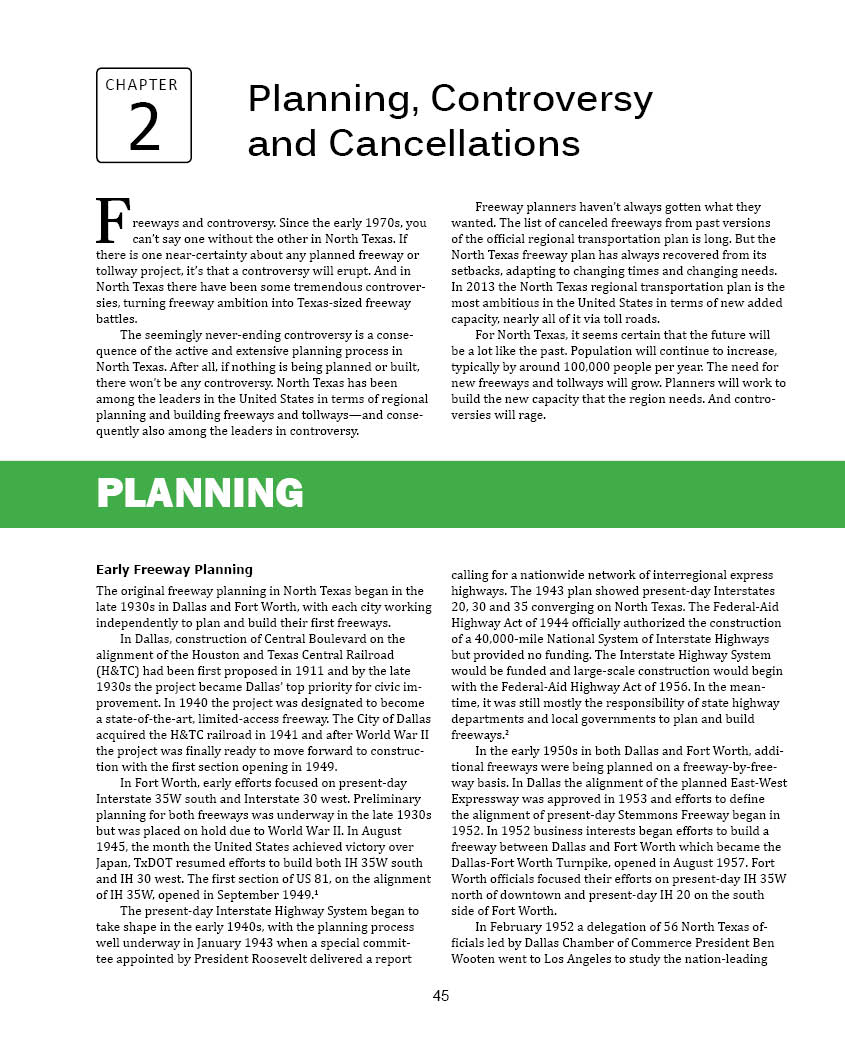 CHAPTER
2
Planning, Controversy
and Cancellations
Freeways and controversy. Since the early 1970s, you
can’t say one without the other in North Texas. If
there is one near-certainty about any planned freeway or
tollway project, it’s that a controversy will erupt. And in
North Texas there have been some tremendous controver-
sies, turning freeway ambition into Texas-sized freeway
battles.
The seemingly never-ending controversy is a conse-
quence of the active and extensive planning process in
North Texas. After all, if nothing is being planned or built,
there won’t be any controversy. North Texas has been
among the leaders in the United States in terms of regional
planning and building freeways and tollways—and conse-
quently also among the leaders in controversy.
Freeway planners haven’t always gotten what they
wanted. The list of canceled freeways from past versions
of the official regional transportation plan is long. But the
North Texas freeway plan has always recovered from its
setbacks, adapting to changing times and changing needs.
In 2013 the North Texas regional transportation plan is the
most ambitious in the United States in terms of new added
capacity, nearly all of it via toll roads.
For North Texas, it seems certain that the future will
be a lot like the past. Population will continue to increase,
typically by around 100,000 people per year. The need for
new freeways and tollways will grow. Planners will work to
build the new capacity that the region needs. And contro-
versies will rage.
PLANNING
Early Freeway Planning
The original freeway planning in North Texas began in the
late 1930s in Dallas and Fort Worth, with each city working
independently to plan and build their first freeways.
In Dallas, construction of Central Boulevard on the
alignment of the Houston and Texas Central Railroad
(H&TC) had been first proposed in 1911 and by the late
1930s the project became Dallas’ top priority for civic im-
provement. In 1940 the project was designated to become
a state-of-the-art, limited-access freeway. The City of Dallas
acquired the H&TC railroad in 1941 and after World War II
the project was finally ready to move forward to construc-
tion with the first section opening in 1949.
In Fort Worth, early efforts focused on present-day
Interstate 35W south and Interstate 30 west. Preliminary
planning for both freeways was underway in the late 1930s
but was placed on hold due to World War II. In August
1945, the month the United States achieved victory over
Japan, TxDOT resumed efforts to build both IH 35W south
and IH 30 west. The first section of US 81, on the alignment
of IH 35W, opened in September 1949.¹
The present-day Interstate Highway System began to
take shape in the early 1940s, with the planning process
well underway in January 1943 when a special commit-
tee appointed by President Roosevelt delivered a report
calling for a nationwide network of interregional express
highways. The 1943 plan showed present-day Interstates
20, 30 and 35 converging on North Texas. The Federal-Aid
Highway Act of 1944 officially authorized the construction
of a 40,000-mile National System of Interstate Highways
but provided no funding. The Interstate Highway System
would be funded and large-scale construction would begin
with the Federal-Aid Highway Act of 1956. In the mean-
time, it was still mostly the responsibility of state highway
departments and local governments to plan and build
freeways.²
In the early 1950s in both Dallas and Fort Worth, addi-
tional freeways were being planned on a freeway-by-free-
way basis. In Dallas the alignment of the planned East-West
Expressway was approved in 1953 and efforts to define
the alignment of present-day Stemmons Freeway began in
1952. In 1952 business interests began efforts to build a
freeway between Dallas and Fort Worth which became the
Dallas-Fort Worth Turnpike, opened in August 1957. Fort
Worth officials focused their efforts on present-day IH 35W
north of downtown and present-day IH 20 on the south
side of Fort Worth.
In February 1952 a delegation of 56 North Texas of-
ficials led by Dallas Chamber of Commerce President Ben
Wooten went to Los Angeles to study the nation-leading
45